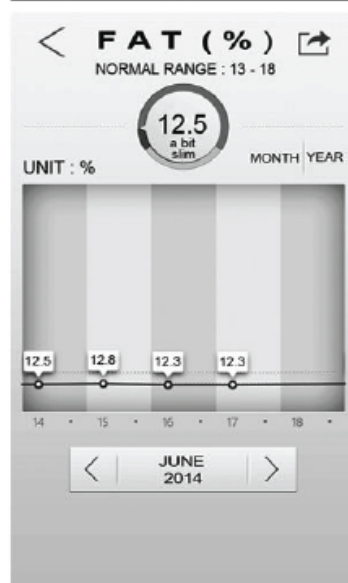 FAT (%)
NORMAL RANGE : 13 - 18
12.5
a bit
slim
MONTH YEAR
UNIT : %
12.5 12.8 12.3 12.3
14 15 16 17 18
JUNE
2014